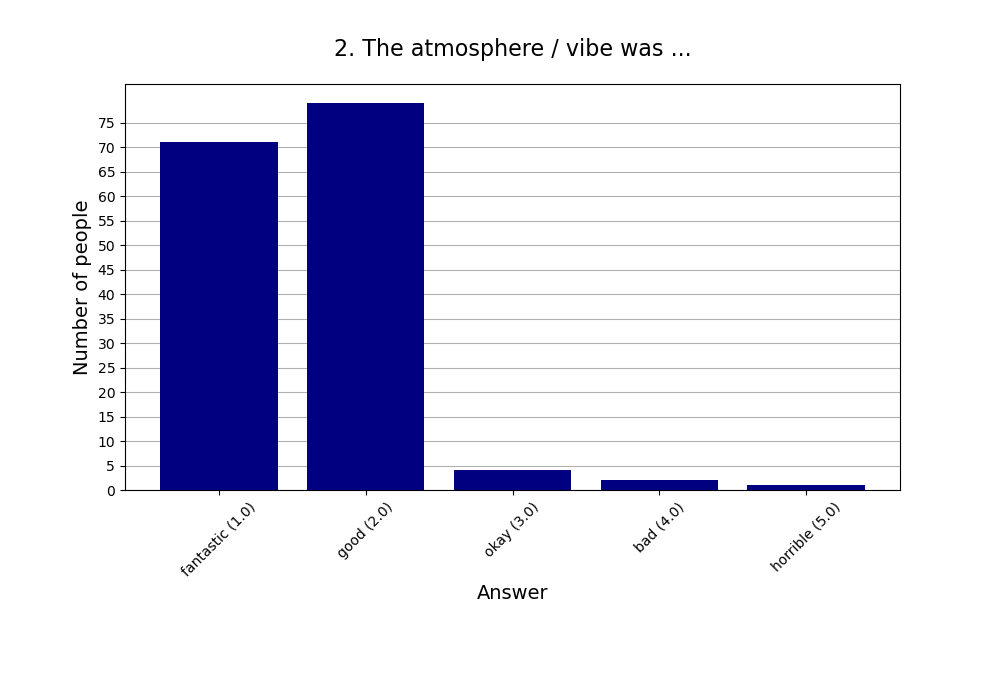 2. The atmosphere / vibe was ...
Number of people
75
70
65
60
55
50
45
40
35
30
25
20
15
10
5
0
fantastic (1.0)
good (2.0)
okay (3.0)
bad (4.0)
horrible (5.0)
Answer